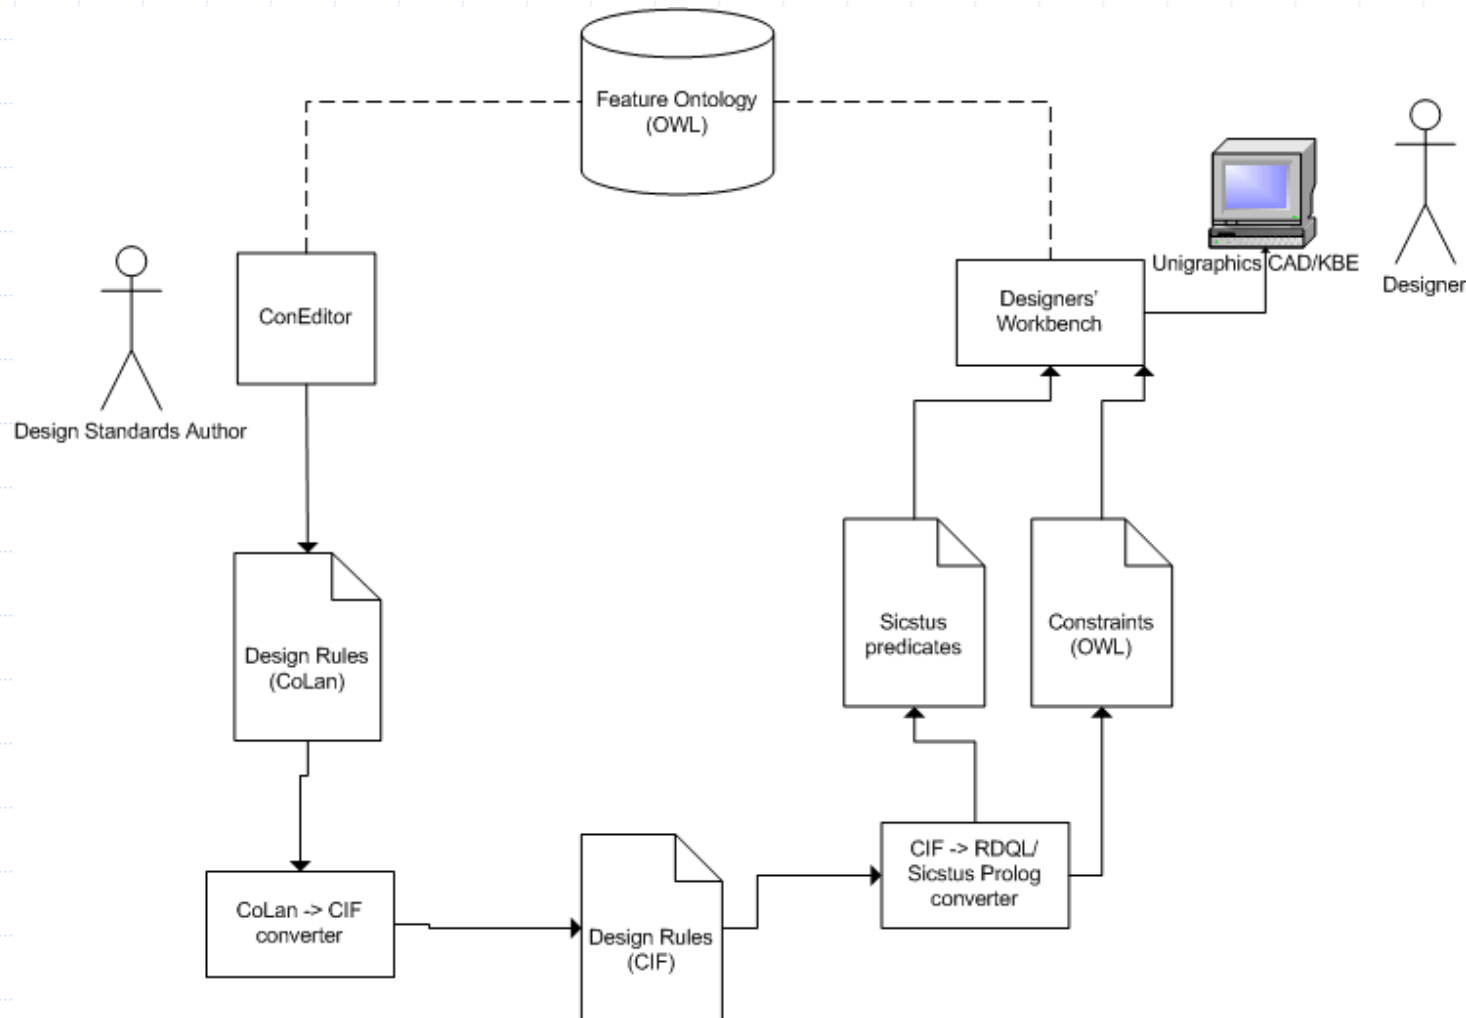 Feature Ontology
(OWL)
Unigraphics CAD/KBE
Designer
ConEditor
Designers'
Workbench
Design Standards Author
Design Rules
(CoLan)
Sicstus
predicates
Constraints
(OWL)
CoLan -> CIF
converter
Design Rules
(CIF)
CIF -> RDQL/
Sicstus Prolog
converter